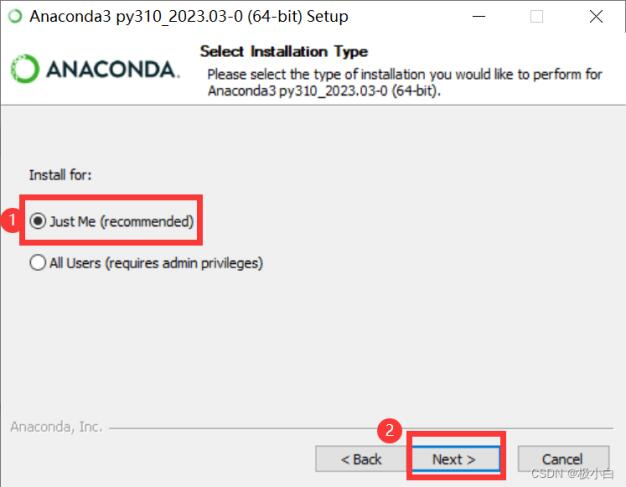 Anaconda3 py310_2023.03-0 (64-bit) Setup
ANACONDA.
Select Installation Type
Please select the type of installation you would like to perform for
Anaconda3 py310_2023.03-0 (64-bit).
Install for:
1
Just Me (recommended)
All Users (requires admin privileges)
Anaconda, Inc.
2
< Back
Next >
Cancel
CSDN @极小白